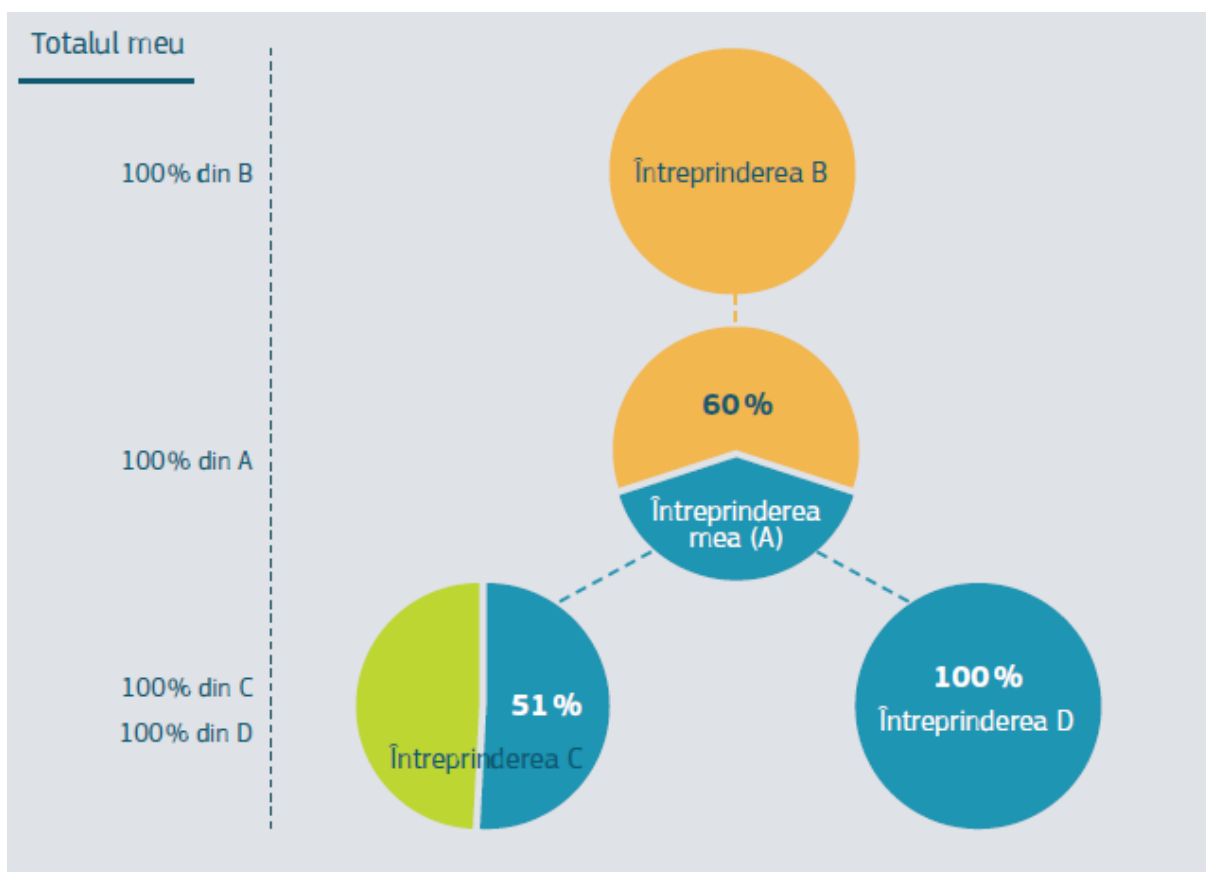 Totalul meu
100% din B
Întreprinderea B
60%
100% din A
Întreprinderea
mea (A)
100% din C
100% din D
51%
Întreprinderea C
100%
Întreprinderea D